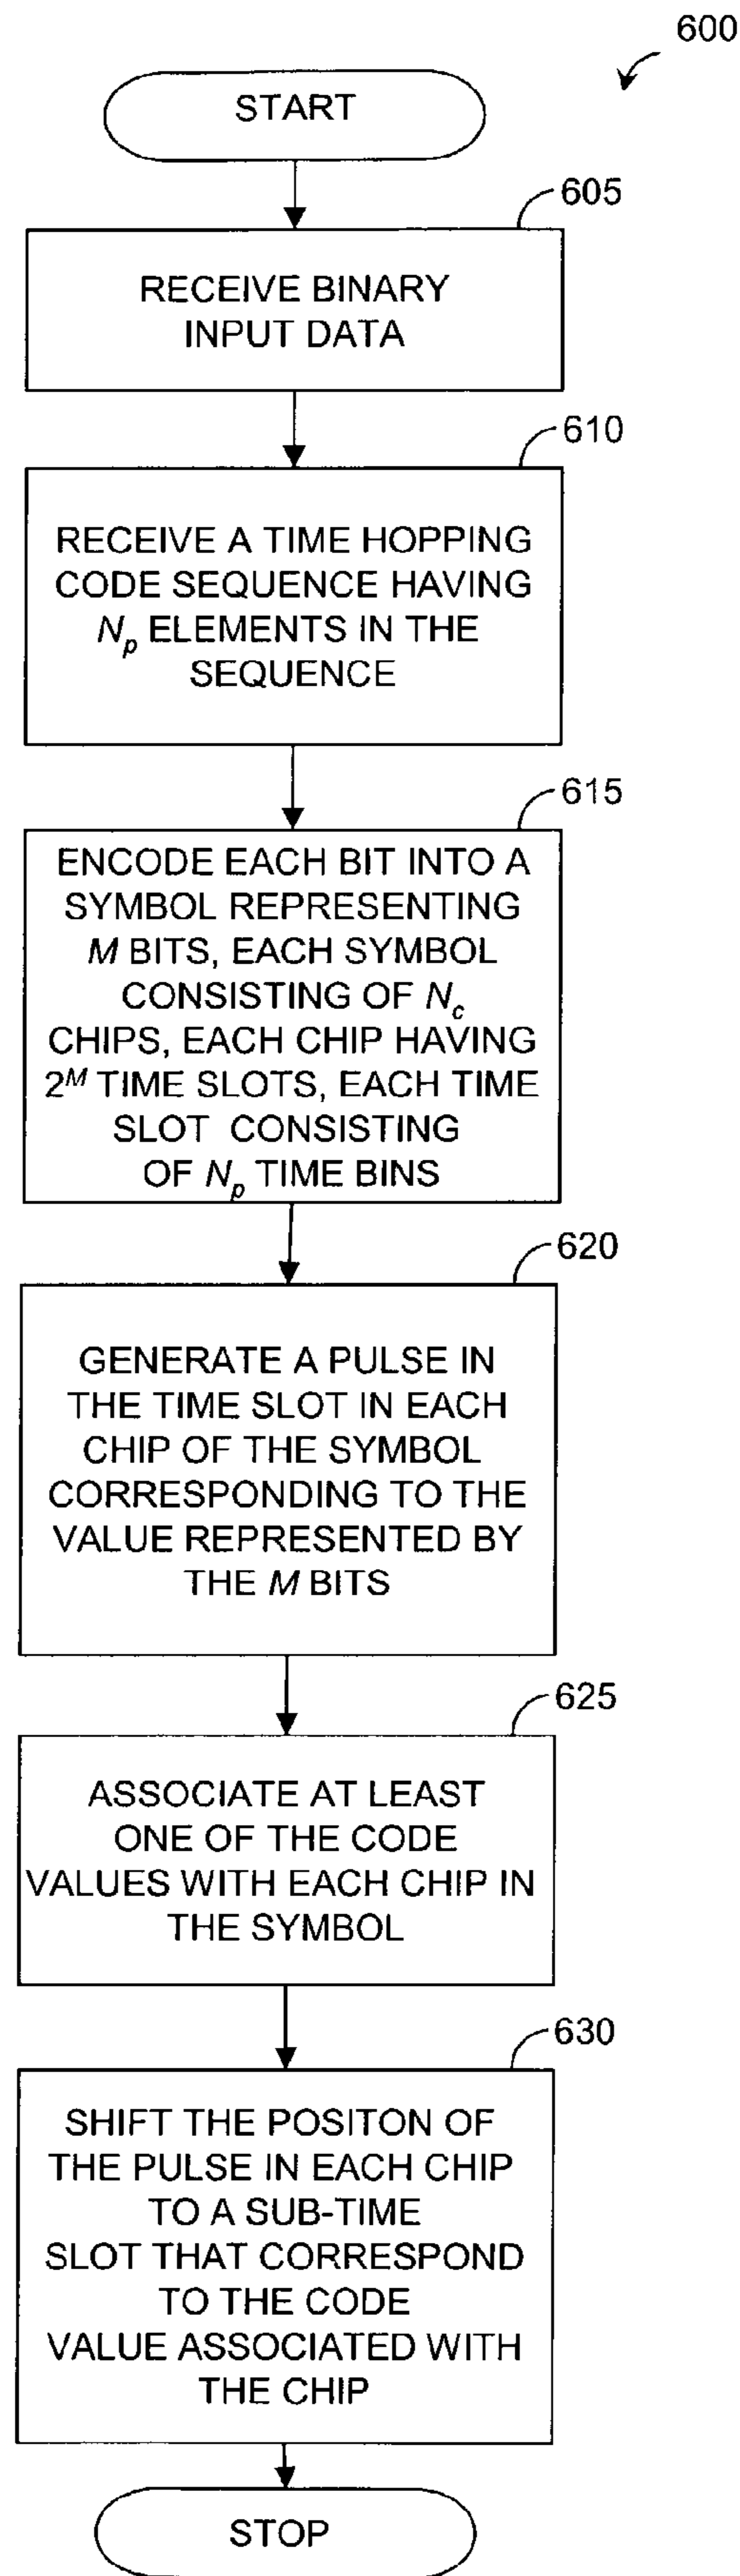 600
START
605
RECEIVE BINARY
INPUT DATA
610
RECEIVE A TIME HOPPING
CODE SEQUENCE HAVING
Nₚ ELEMENTS IN THE
SEQUENCE
615
ENCODE EACH BIT INTO A
SYMBOL REPRESENTING
M BITS, EACH SYMBOL
CONSISTING OF N_c
CHIPS, EACH CHIP HAVING
2ᴹ TIME SLOTS, EACH TIME
SLOT CONSISTING
OF Nₚ TIME BINS
620
GENERATE A PULSE IN
THE TIME SLOT IN EACH
CHIP OF THE SYMBOL
CORRESPONDING TO THE
VALUE REPRESENTED BY
THE M BITS
625
ASSOCIATE AT LEAST
ONE OF THE CODE
VALUES WITH EACH CHIP IN
THE SYMBOL
630
SHIFT THE POSITON OF
THE PULSE IN EACH CHIP
TO A SUB-TIME
SLOT THAT CORRESPOND
TO THE CODE
VALUE ASSOCIATED WITH
THE CHIP
STOP